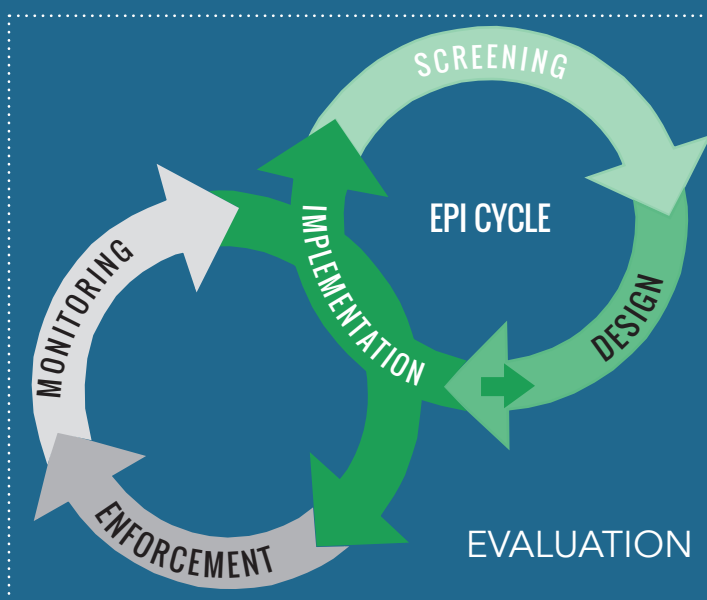 SCREENING
EPI CYCLE
DESIGN
IMPLEMENTATION
MONITORING
ENFORCEMENT
EVALUATION